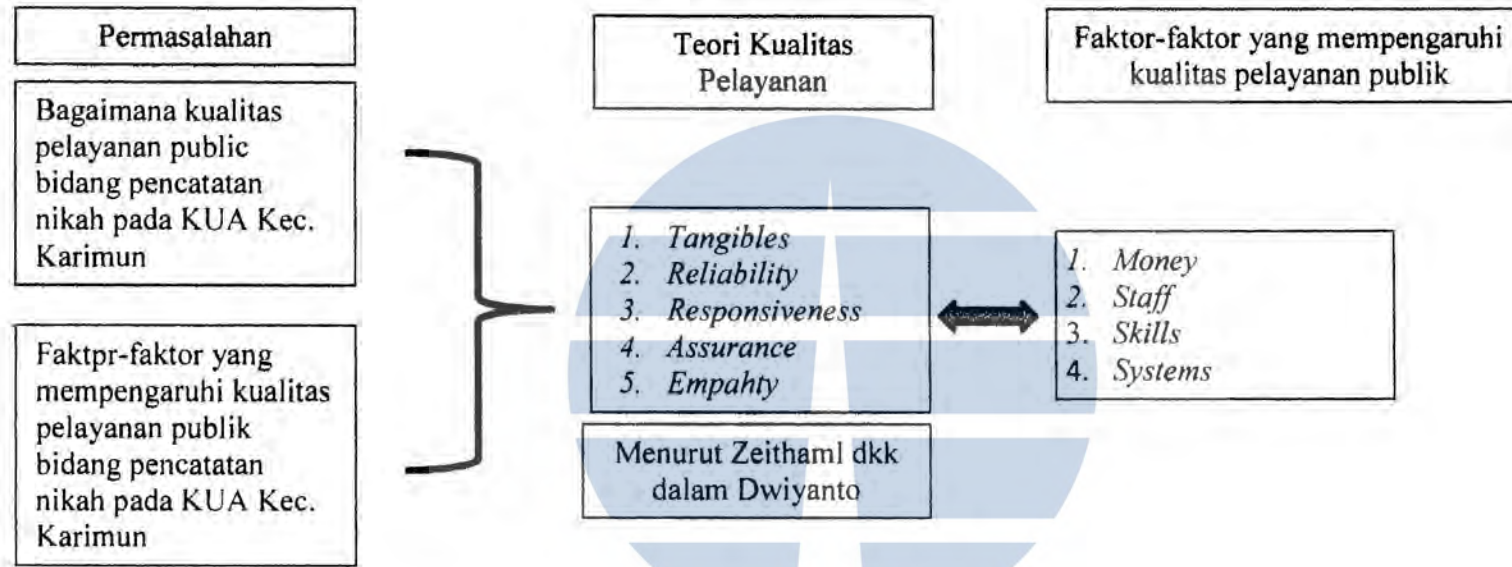 Permasalahan
Bagaimana kualitas
pelayanan public
bidang pencatatan
nikah pada KUA Kec.
Karimun
Faktpr-faktor yang
mempengaruhi kualitas
pelayanan publik
bidang pencatatan
nikah pada KUA Kec.
Karimun
Teori Kualitas
Pelayanan
1. Tangibles
2. Reliability
3. Responsiveness
4. Assurance
5. Empahty
Menurut Zeithaml dkk
dalam Dwiyanto
Faktor-faktor yang mempengaruhi
kualitas pelayanan publik
1. Money
2. Staff
3. Skills
4. Systems